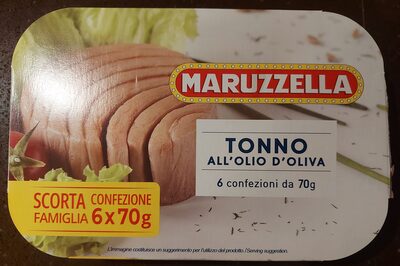 MARUZZELLA
TONNO
ALL'OLIO D'OLIVA
6 confezioni da 70g
SCORTA CONFEZIONE
FAMIGLIA 6x70g
L'immagine costituisce un suggerimento per l'utilizzo del prodotto. / Serving suggestion.